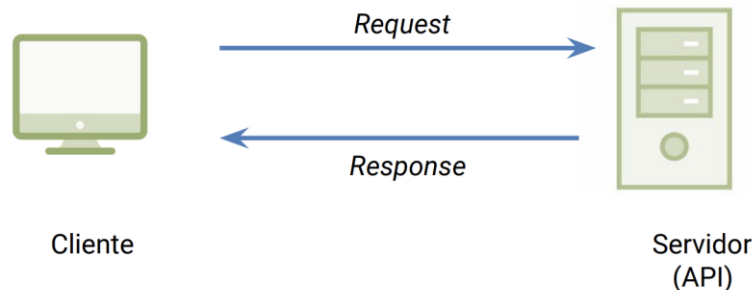 Request
Response
Cliente
Servidor
(API)